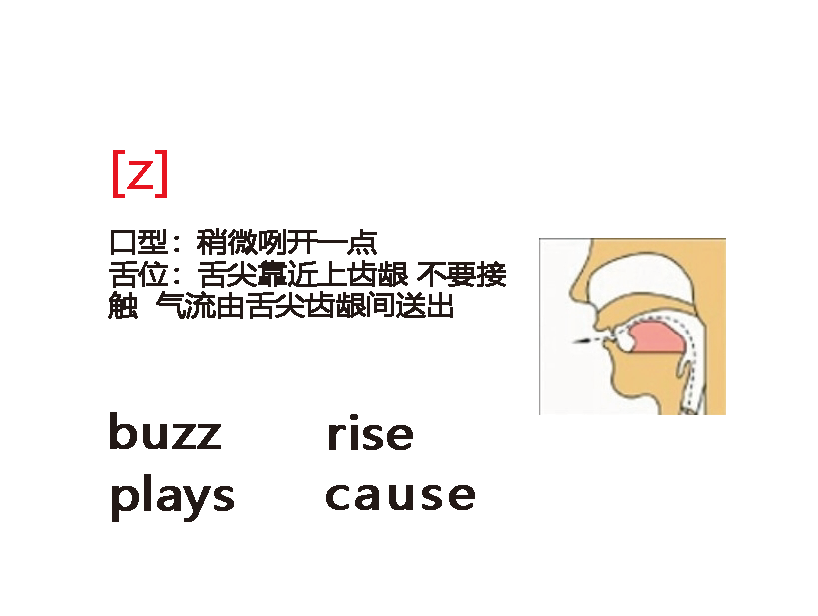 [z]
口型：稍微咧开一点
舌位：舌尖靠近上齿龈 不要接
触 气流由舌尖齿龈间送出
buzz rise
plays cause